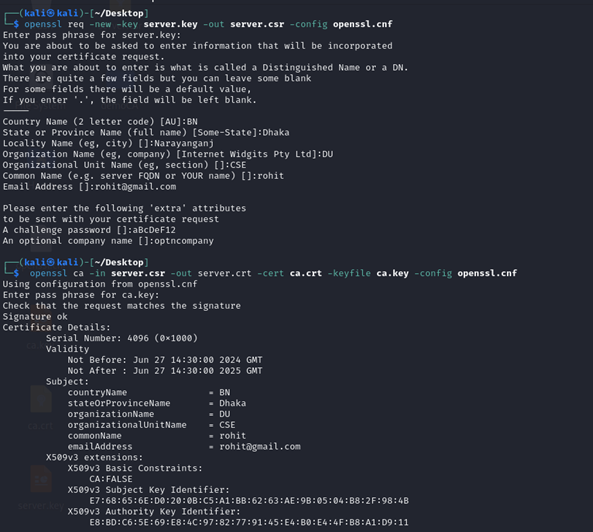 ┌──(kali㉿kali)-[~/Desktop]
└─$ openssl req -new -key server.key -out server.csr -config openssl.cnf
Enter pass phrase for server.key:
You are about to be asked to enter information that will be incorporated
into your certificate request.
What you are about to enter is what is called a Distinguished Name or a DN.
There are quite a few fields but you can leave some blank
For some fields there will be a default value,
If you enter '.', the field will be left blank.
-----
Country Name (2 letter code) [AU]:BN
State or Province Name (full name) [Some-State]:Dhaka
Locality Name (eg, city) []:Narayanganj
Organization Name (eg, company) [Internet Widgits Pty Ltd]:DU
Organizational Unit Name (eg, section) []:CSE
Common Name (e.g. server FQDN or YOUR name) []:rohit
Email Address []:rohit@gmail.com
Please enter the following 'extra' attributes
to be sent with your certificate request
A challenge password []:aBcDeF12
An optional company name []:optncompany
┌──(kali㉿kali)-[~/Desktop]
└─$ openssl ca -in server.csr -out server.crt -cert ca.crt -keyfile ca.key -config openssl.cnf
Using configuration from openssl.cnf
Enter pass phrase for ca.key:
Check that the request matches the signature
Signature ok
Certificate Details:
Serial Number: 4096 (0×1000)
Validity
Not Before: Jun 27 14:30:00 2024 GMT
Not After : Jun 27 14:30:00 2025 GMT
Subject:
countryName = BN
stateOrProvinceName = Dhaka
organizationName = DU
organizationalUnitName = CSE
commonName = rohit
emailAddress = rohit@gmail.com
X509v3 extensions:
X509v3 Basic Constraints:
CA:FALSE
X509v3 Subject Key Identifier:
E7:68:65:6E:D0:20:0B:C5:A1:BB:62:63:AE:9B:05:04:B8:2F:98:4B
X509v3 Authority Key Identifier:
E8:BD:C6:5E:69:E8:4C:97:82:77:91:45:E4:B0:E4:4F:B8:A1:D9:11